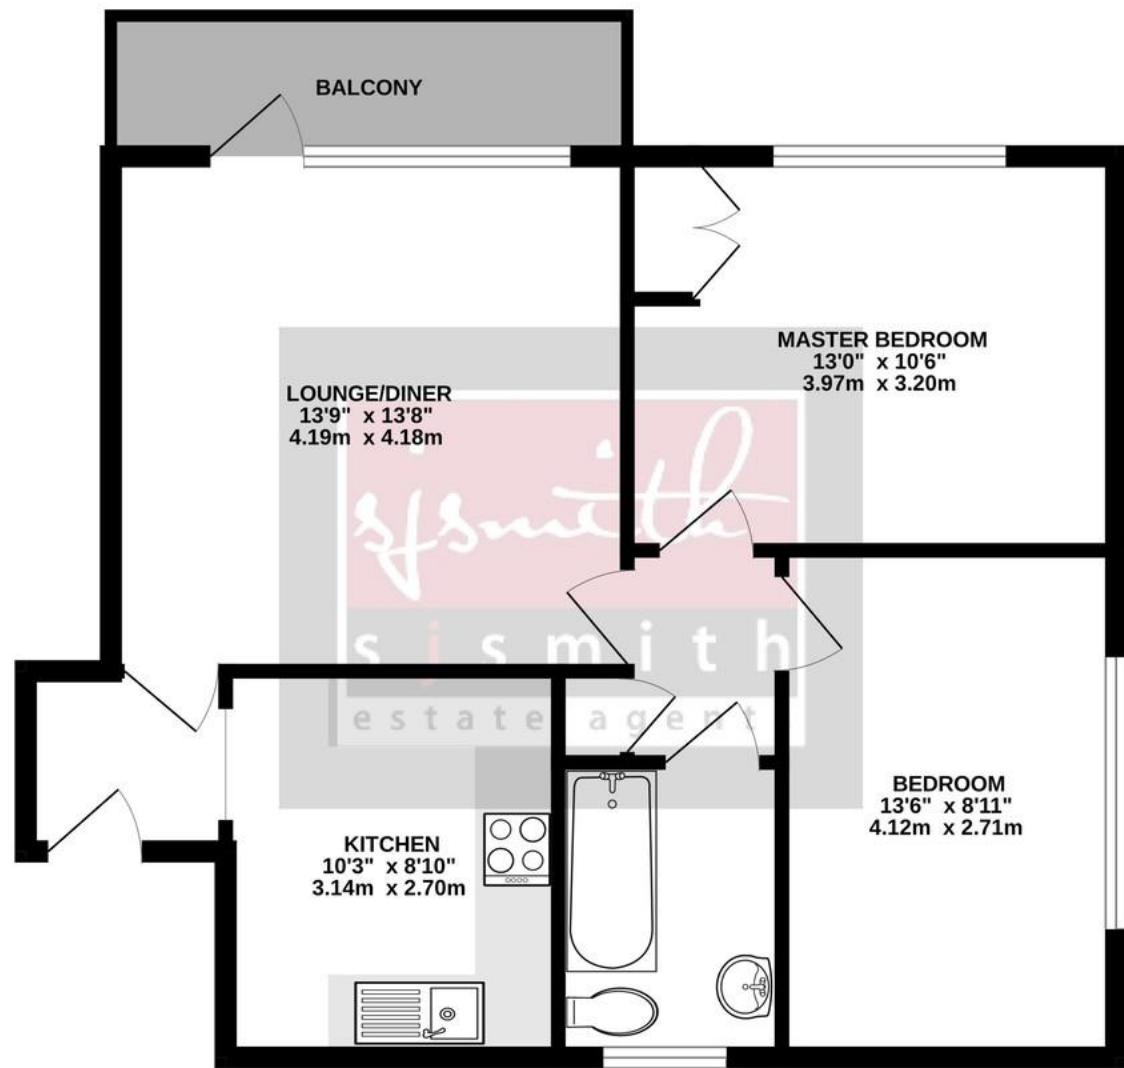 BALCONY
MASTER BEDROOM
13'0" x 10'6"
3.97m x 3.20m
LOUNGE/DINER
13'9" x 13'8"
4.19m x 4.18m
sjsmith
s j smith
estate agent
BEDROOM
13'6" x 8'11"
4.12m x 2.71m
KITCHEN
10'3" x 8'10"
3.14m x 2.70m